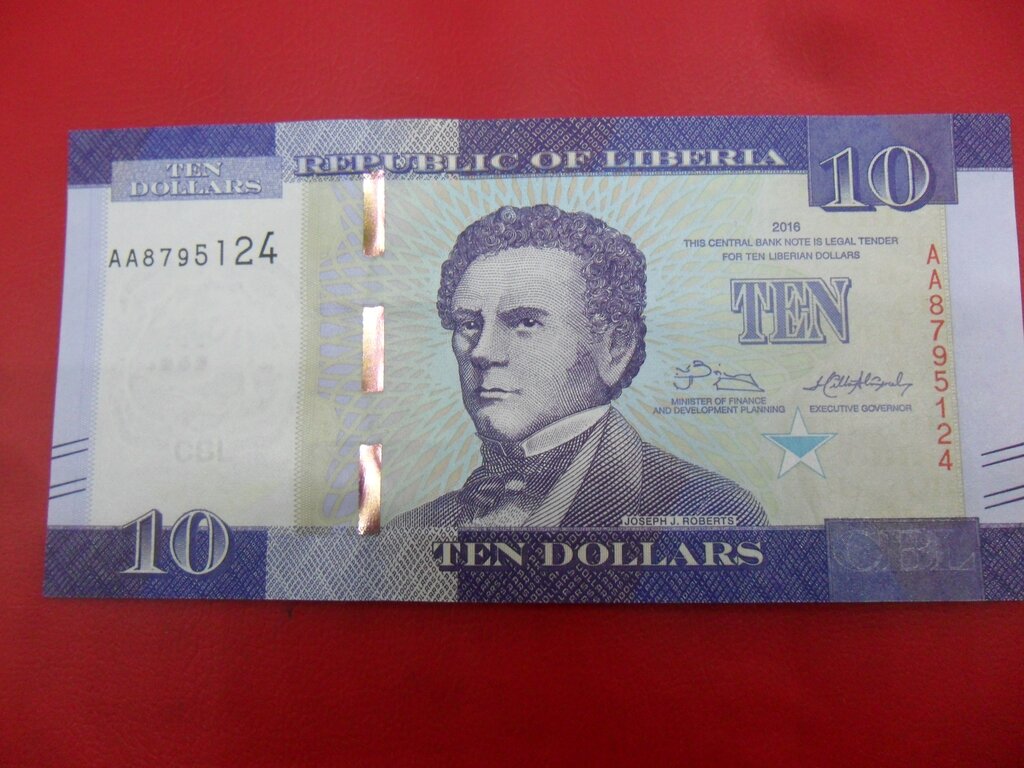 TEN
DOLLARS
REPUBLIC OF LIBERIA
10
AA8795124
2016
THIS CENTRAL BANK NOTE IS LEGAL TENDER
FOR TEN LIBERIAN DOLLARS
TEN
AA8795124
MINISTER OF FINANCE
AND DEVELOPMENT PLANNING
EXECUTIVE GOVERNOR
JOSEPH J. ROBERTS
10
TEN DOLLARS
CBL